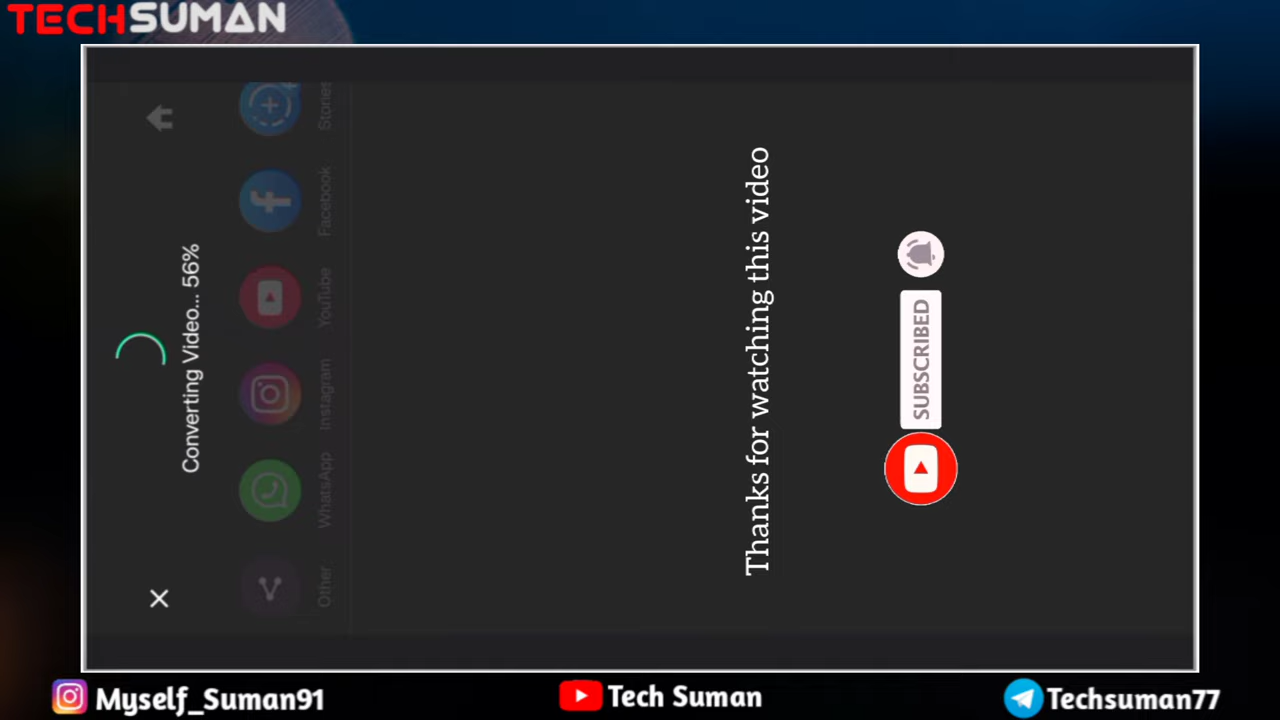 TECHSUMAN
Converting Video... 56%
Stories
Facebook
YouTube
Instagram
WhatsApp
Other
Thanks for watching this video
SUBSCRIBED
Myself_Suman91
Tech Suman
Techsuman77